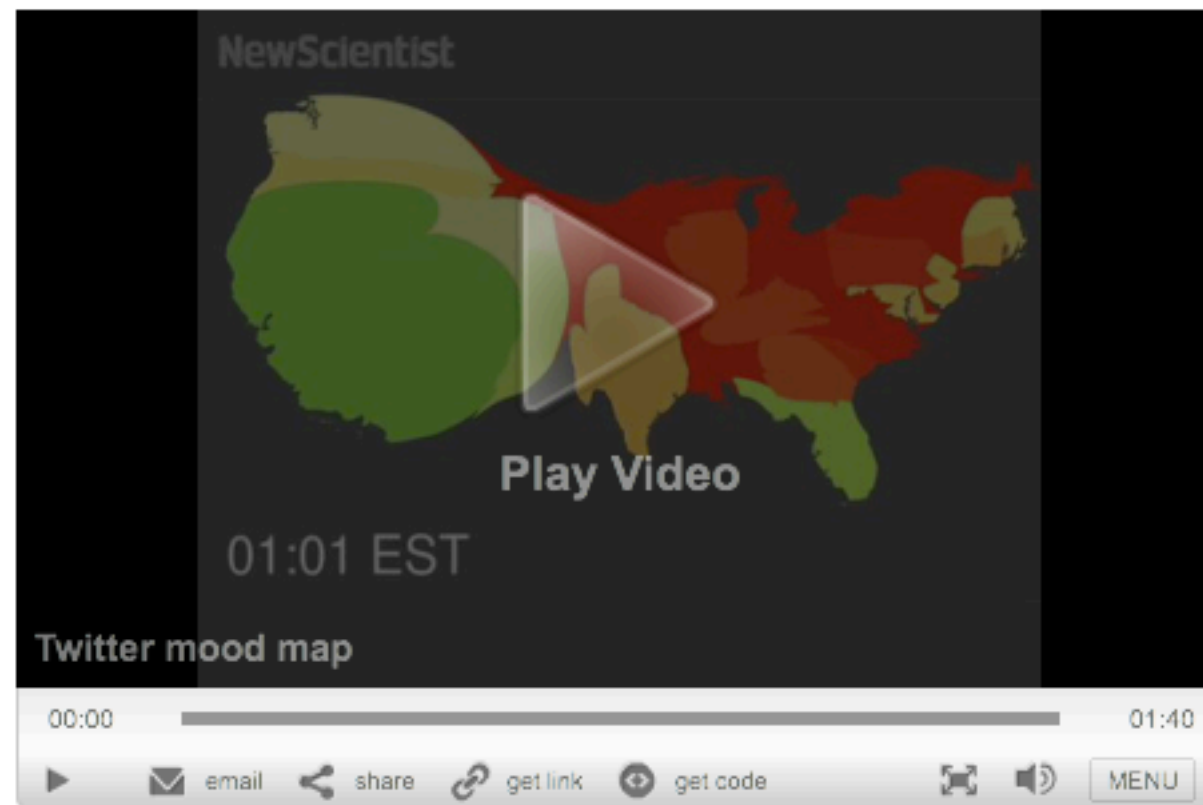 NewScientist
Play Video
01:01 EST
Twitter mood map
00:00 01:40
email share get link get code MENU